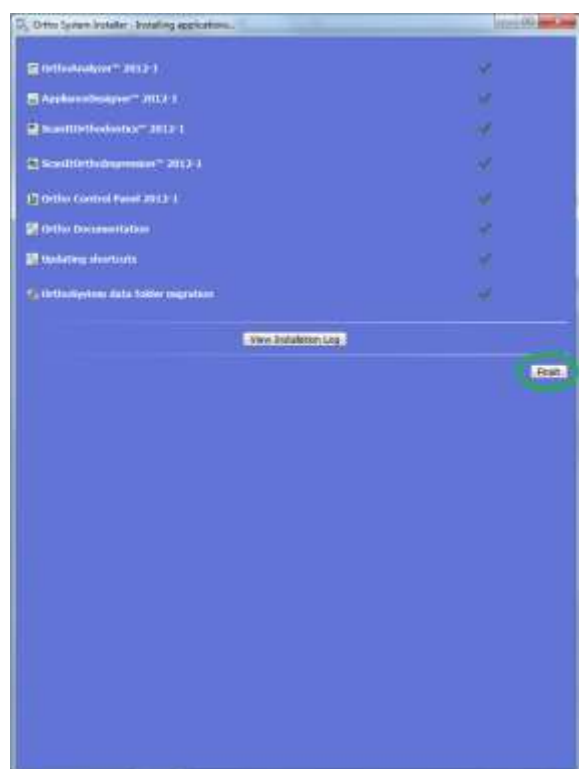 Ortho System Installer - Installing applications...
OrthoAnalyzer™ 2012-1
ApplianceDesigner™ 2012-1
ScanItOrthodontics™ 2012-1
ScanItOrthoImpression™ 2012-1
Ortho Control Panel 2012-1
Ortho Documentation
Updating shortcuts
OrthoSystem data folder migration
View Installation Log
Finish